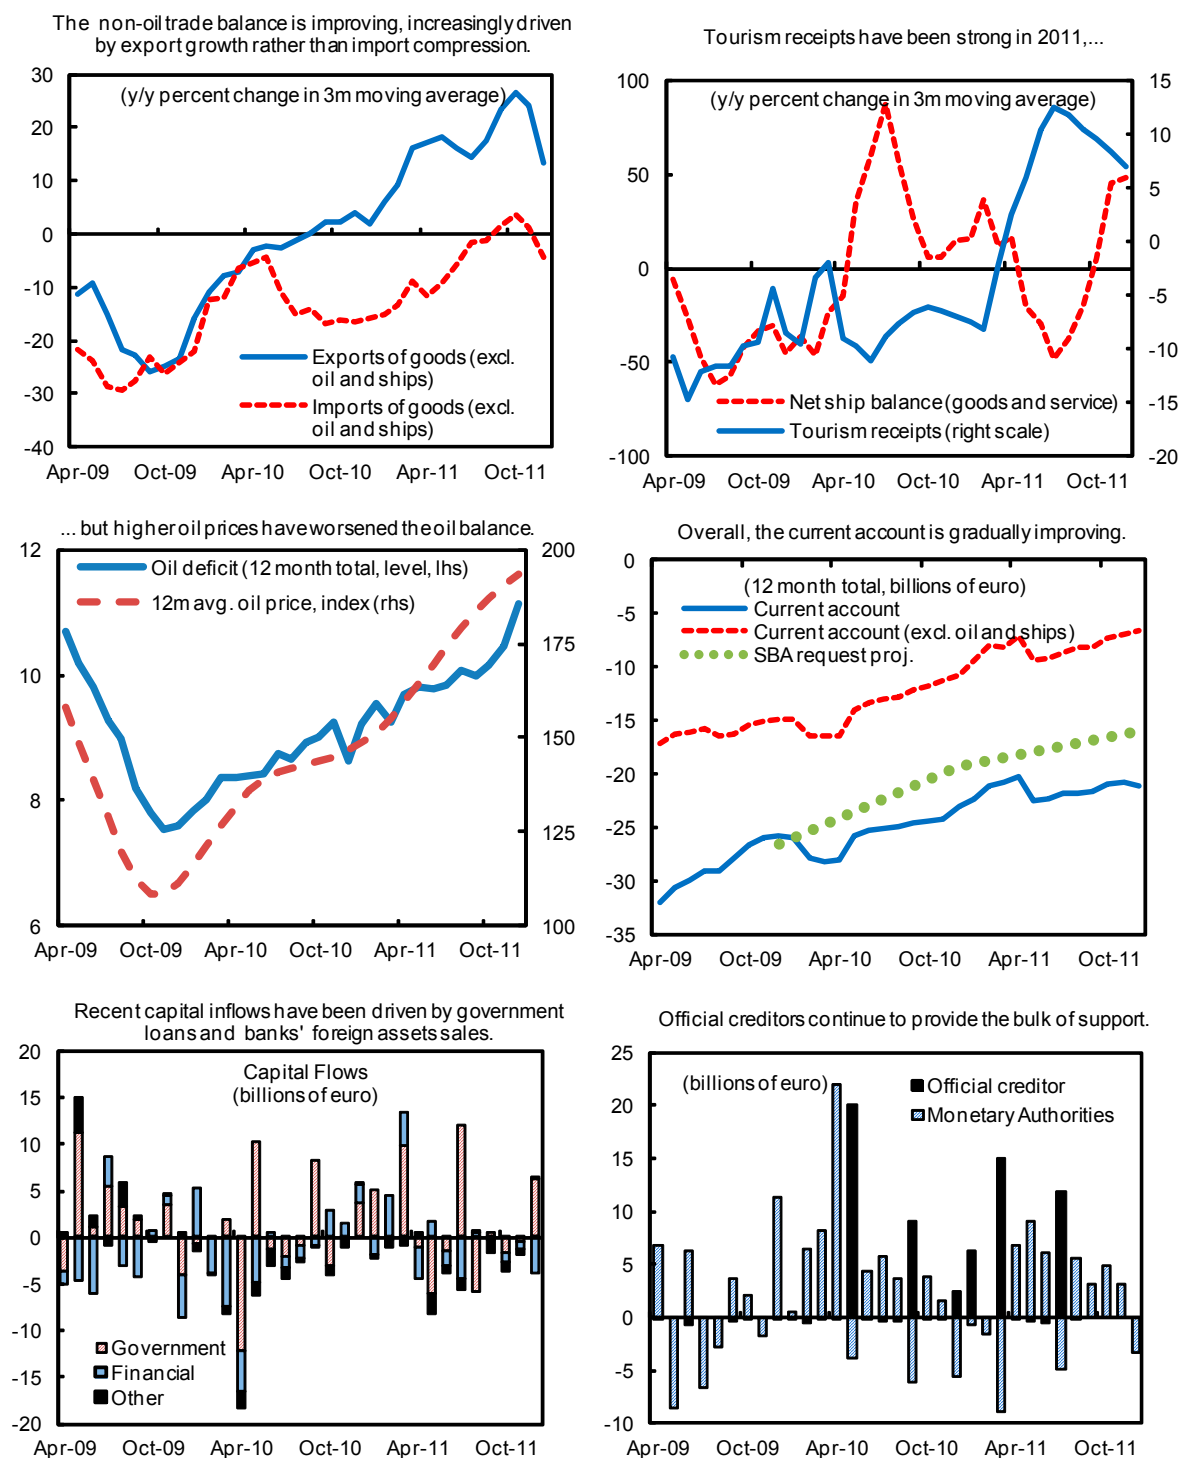 The non-oil trade balance is improving, increasingly driven
by export growth rather than import compression.
30
20
10
0
-10
-20
-30
-40
(y/y percent change in 3m moving average)
Exports of goods (excl.
oil and ships)
Imports of goods (excl.
oil and ships)
Apr-09 Oct-09 Apr-10 Oct-10 Apr-11 Oct-11
Tourism receipts have been strong in 2011,...
100
50
0
-50
-100
(y/y percent change in 3m moving average)
15
10
5
0
-5
-10
-15
-20
Net ship balance (goods and service)
Tourism receipts (right scale)
Apr-09 Oct-09 Apr-10 Oct-10 Apr-11 Oct-11
... but higher oil prices have worsened the oil balance.
12
10
8
6
Oil deficit (12 month total, level, lhs)
12m avg. oil price, index (rhs)
200
175
150
125
100
Apr-09 Oct-09 Apr-10 Oct-10 Apr-11 Oct-11
Overall, the current account is gradually improving.
0
-5
-10
-15
-20
-25
-30
-35
(12 month total, billions of euro)
Current account
Current account (excl. oil and ships)
SBA request proj.
Apr-09 Oct-09 Apr-10 Oct-10 Apr-11 Oct-11
Recent capital inflows have been driven by government
loans and banks' foreign assets sales.
20
15
10
5
0
-5
-10
-15
-20
Capital Flows
(billions of euro)
Government
Financial
Other
Apr-09 Oct-09 Apr-10 Oct-10 Apr-11 Oct-11
Official creditors continue to provide the bulk of support.
25
20
15
10
5
0
-5
-10
(billions of euro)
Official creditor
Monetary Authorities
Apr-09 Oct-09 Apr-10 Oct-10 Apr-11 Oct-11